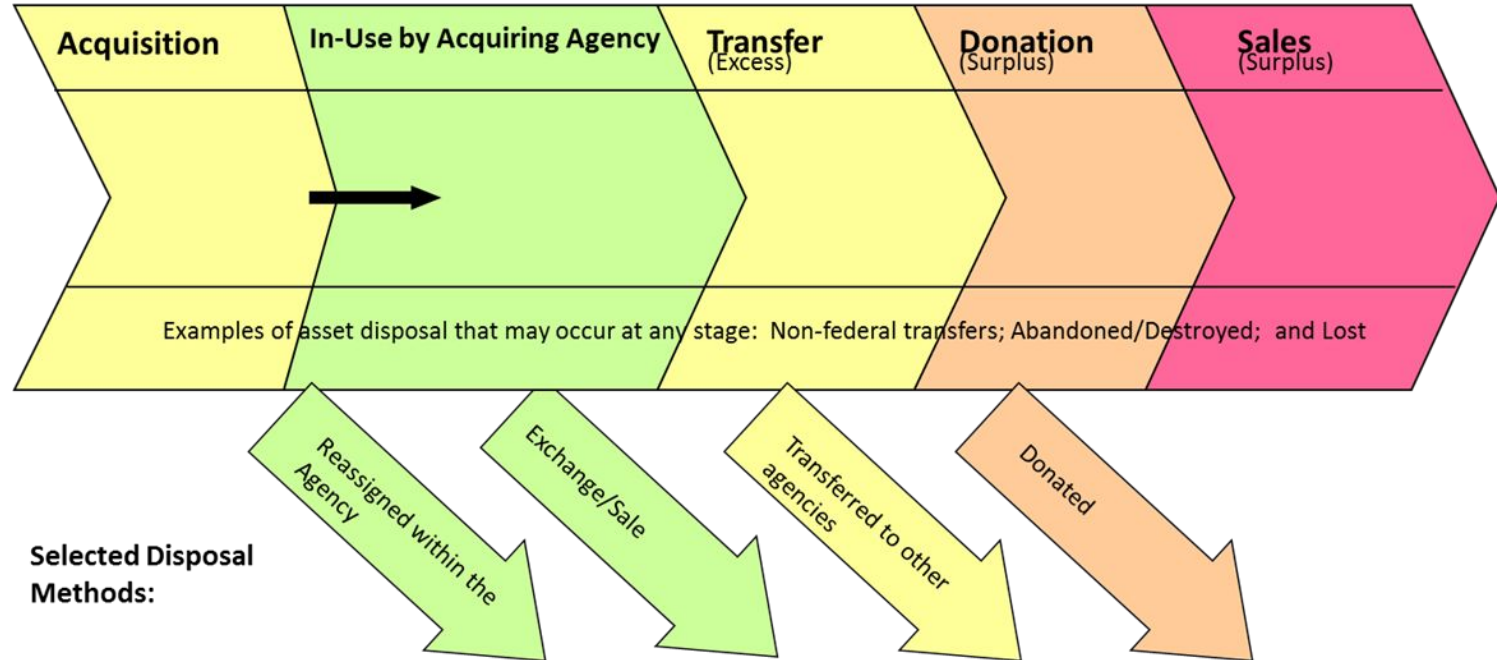 Acquisition
In-Use by Acquiring Agency
Transfer
(Excess)
Donation
(Surplus)
Sales
(Surplus)
Examples of asset disposal that may occur at any stage:  Non-federal transfers; Abandoned/Destroyed;  and Lost
Reassigned within the
Agency
Exchange/Sale
Transferred to other
agencies
Donated
Selected Disposal
Methods: